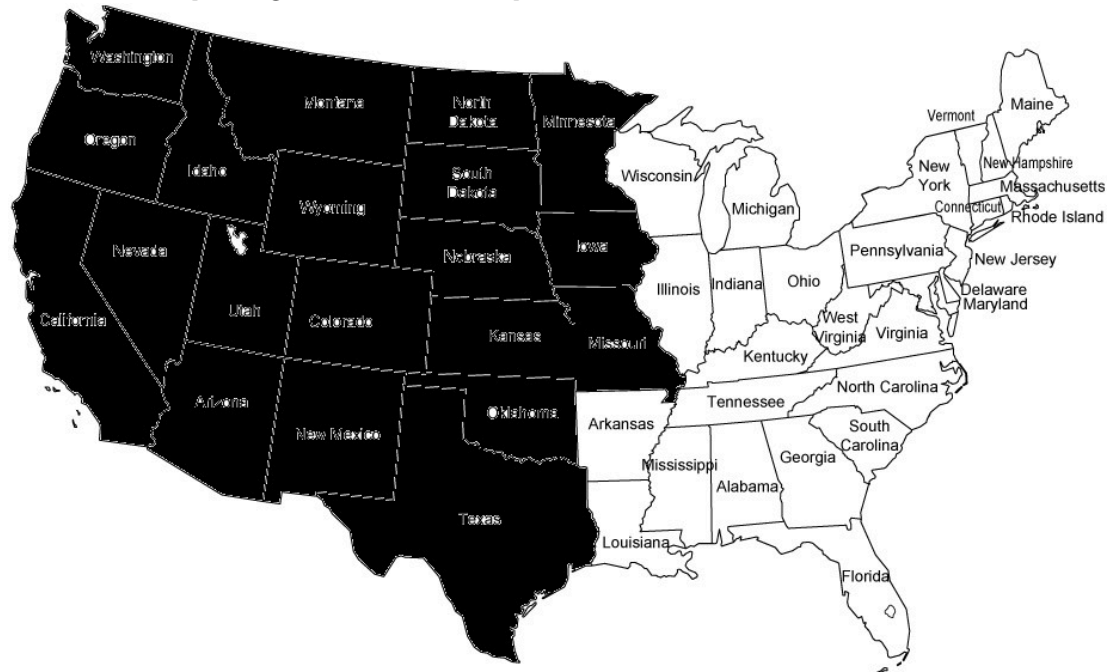 Washington
Montana
North
Dakota
Minnesota
Oregon
Idaho
South
Dakota
Wyoming
Nevada
Nebraska
Iowa
California
Utah
Colorado
Kansas
Missouri
Arizona
New Mexico
Oklahoma
Texas
Wisconsin
Michigan
Illinois
Indiana
Ohio
Kentucky
West
Virginia
Virginia
Tennessee
North Carolina
Arkansas
South
Carolina
Mississippi
Alabama
Georgia
Louisiana
Florida
Maine
Vermont
New Hampshire
New
York
Massachusetts
Connecticut
Rhode Island
Pennsylvania
New Jersey
Delaware
Maryland